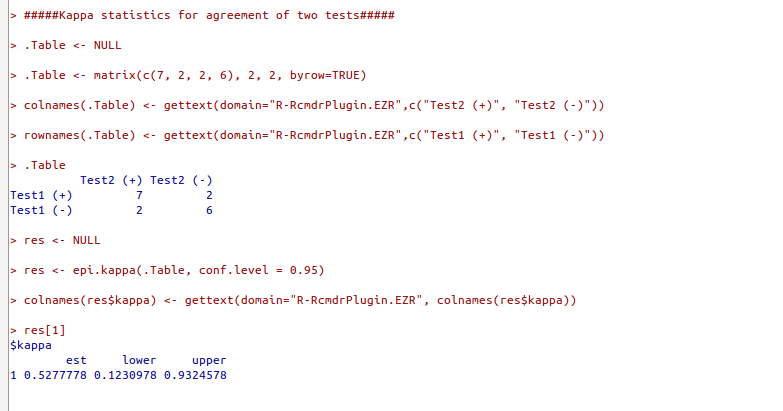 > #####Kappa statistics for agreement of two tests#####
> .Table <- NULL
> .Table <- matrix(c(7, 2, 2, 6), 2, 2, byrow=TRUE)
> colnames(.Table) <- gettext(domain="R-RcmdrPlugin.EZR",c("Test2 (+)", "Test2 (-)"))
> rownames(.Table) <- gettext(domain="R-RcmdrPlugin.EZR",c("Test1 (+)", "Test1 (-)"))
> .Table
          Test2 (+) Test2 (-)
Test1 (+)         7         2
Test1 (-)         2         6
> res <- NULL
> res <- epi.kappa(.Table, conf.level = 0.95)
> colnames(res$kappa) <- gettext(domain="R-RcmdrPlugin.EZR", colnames(res$kappa))
> res[1]
$kappa
        est     lower     upper
1 0.5277778 0.1230978 0.9324578